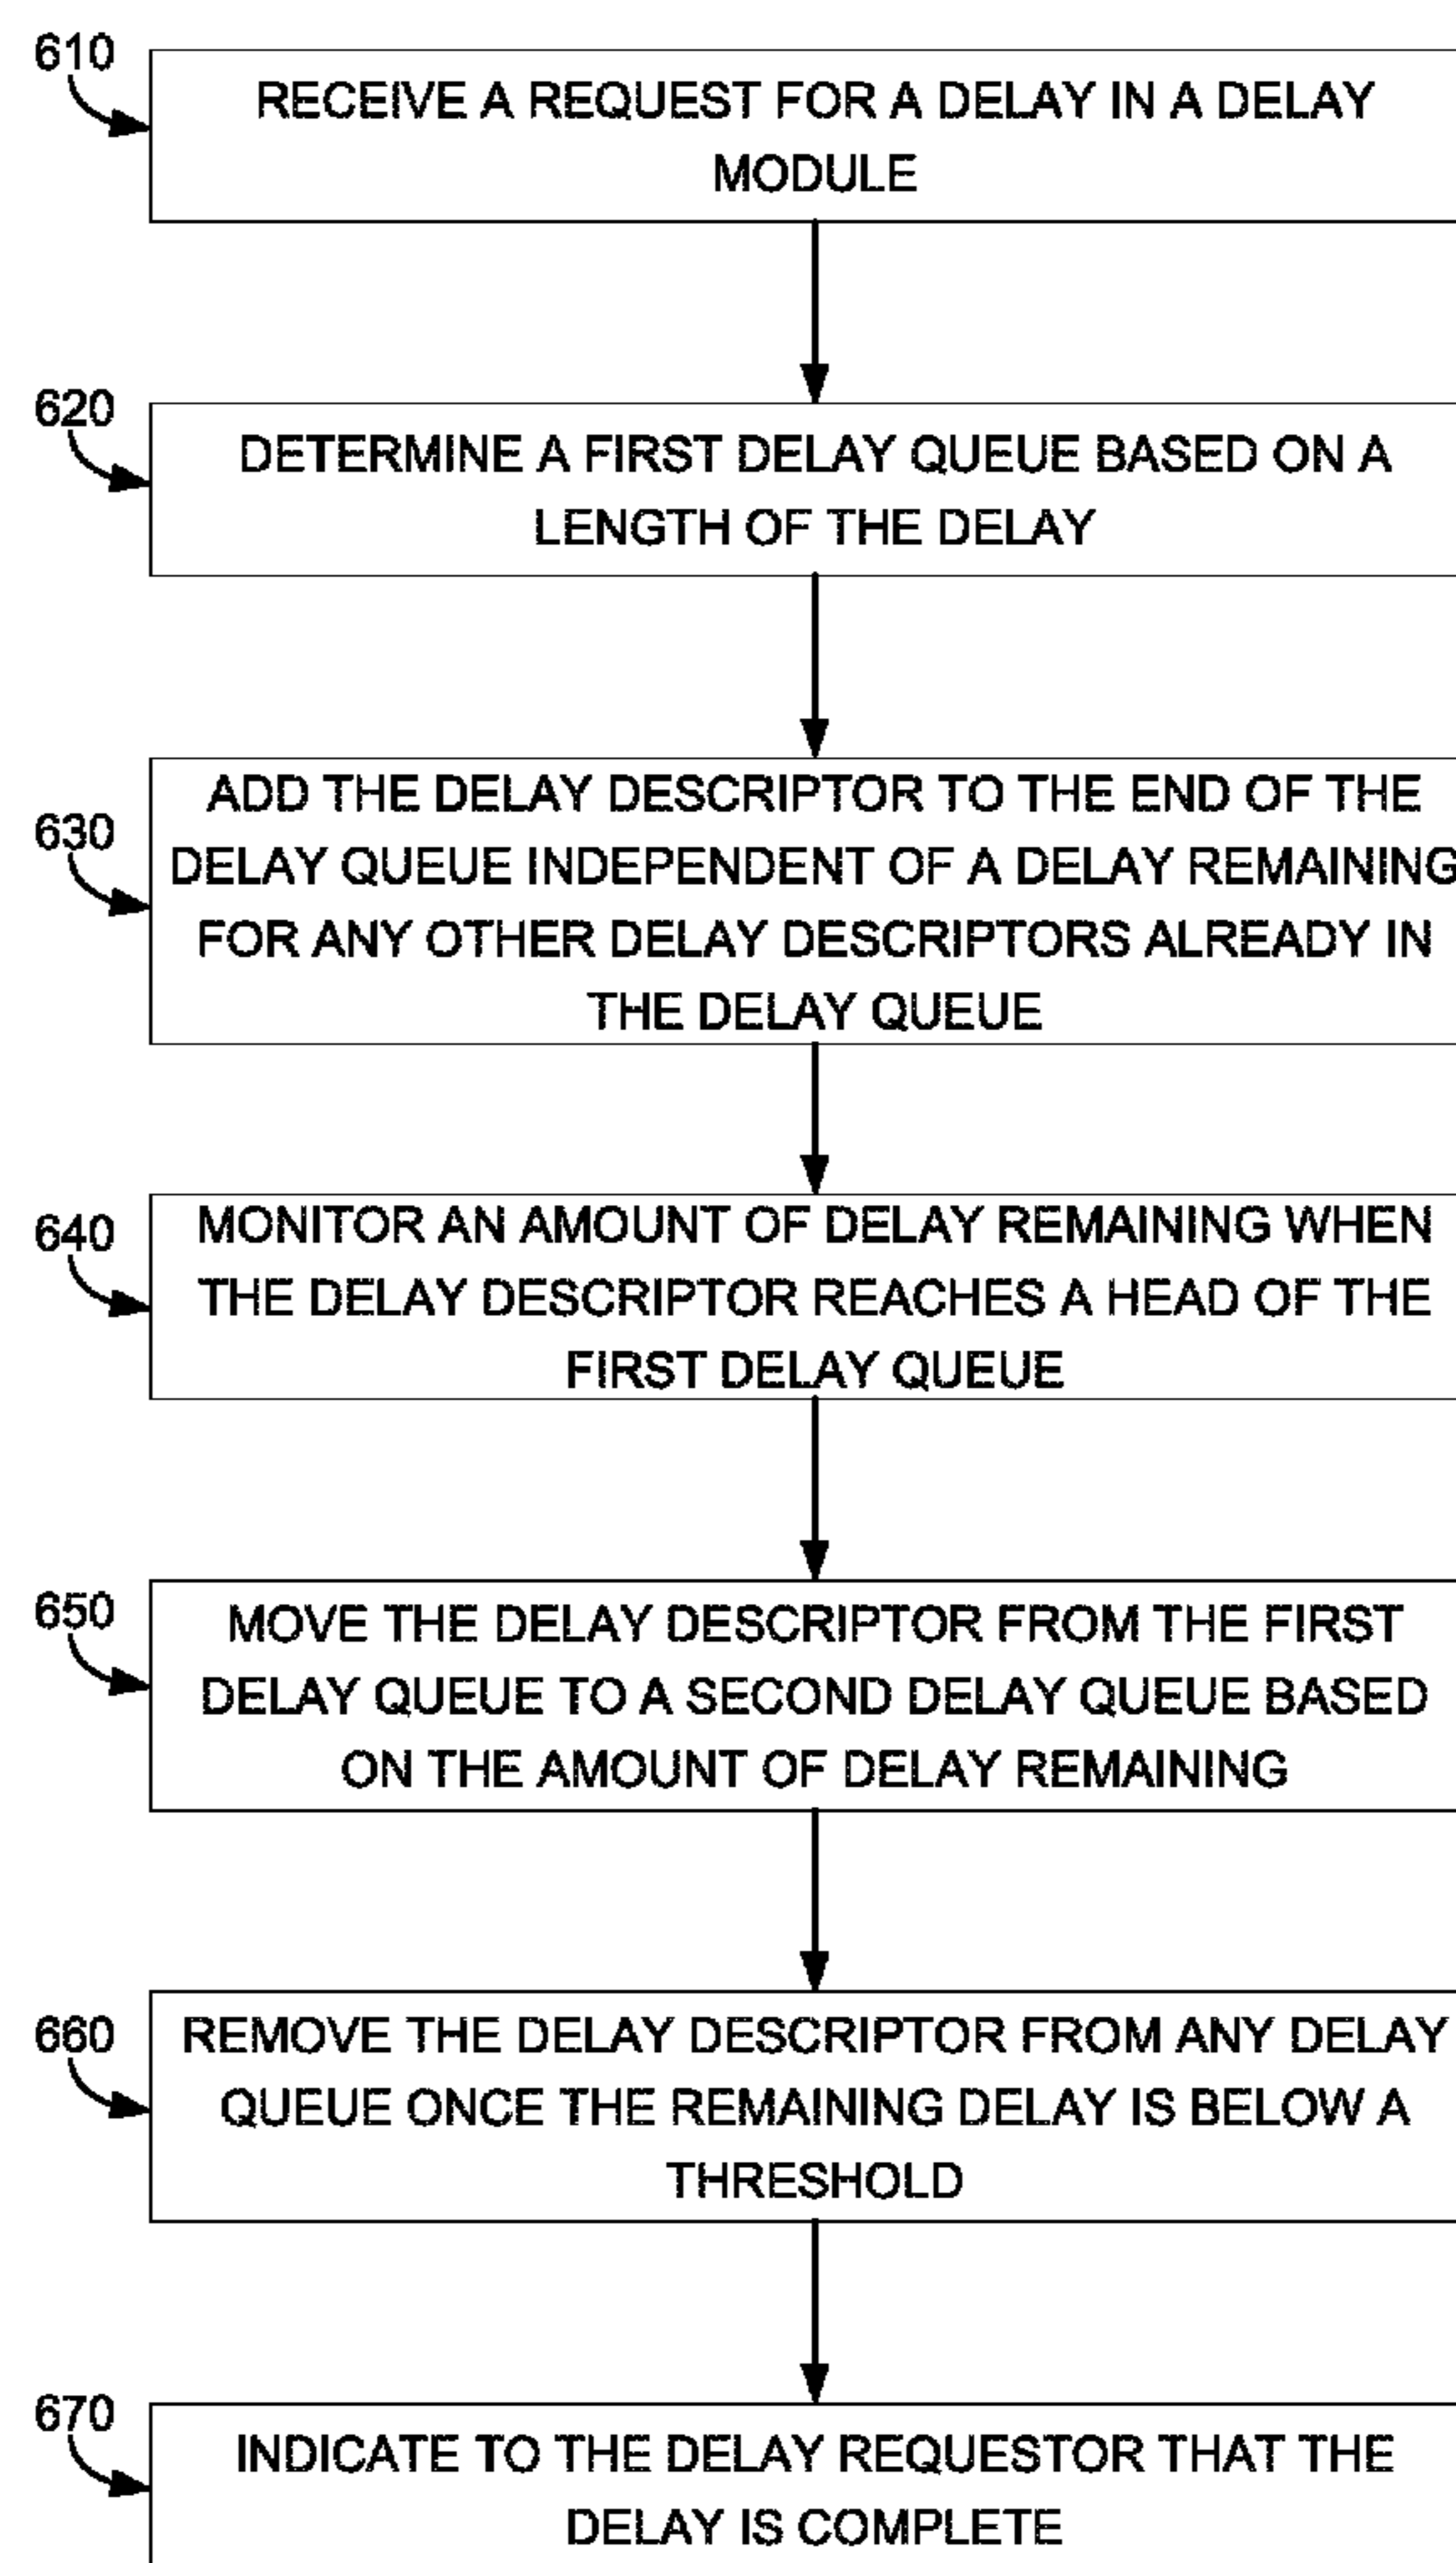 610
RECEIVE A REQUEST FOR A DELAY IN A DELAY
MODULE
620
DETERMINE A FIRST DELAY QUEUE BASED ON A
LENGTH OF THE DELAY
630
ADD THE DELAY DESCRIPTOR TO THE END OF THE
DELAY QUEUE INDEPENDENT OF A DELAY REMAINING
FOR ANY OTHER DELAY DESCRIPTORS ALREADY IN
THE DELAY QUEUE
640
MONITOR AN AMOUNT OF DELAY REMAINING WHEN
THE DELAY DESCRIPTOR REACHES A HEAD OF THE
FIRST DELAY QUEUE
650
MOVE THE DELAY DESCRIPTOR FROM THE FIRST
DELAY QUEUE TO A SECOND DELAY QUEUE BASED
ON THE AMOUNT OF DELAY REMAINING
660
REMOVE THE DELAY DESCRIPTOR FROM ANY DELAY
QUEUE ONCE THE REMAINING DELAY IS BELOW A
THRESHOLD
670
INDICATE TO THE DELAY REQUESTOR THAT THE
DELAY IS COMPLETE